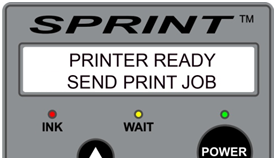 SPRINT™
PRINTER READY
SEND PRINT JOB
INK WAIT
POWER